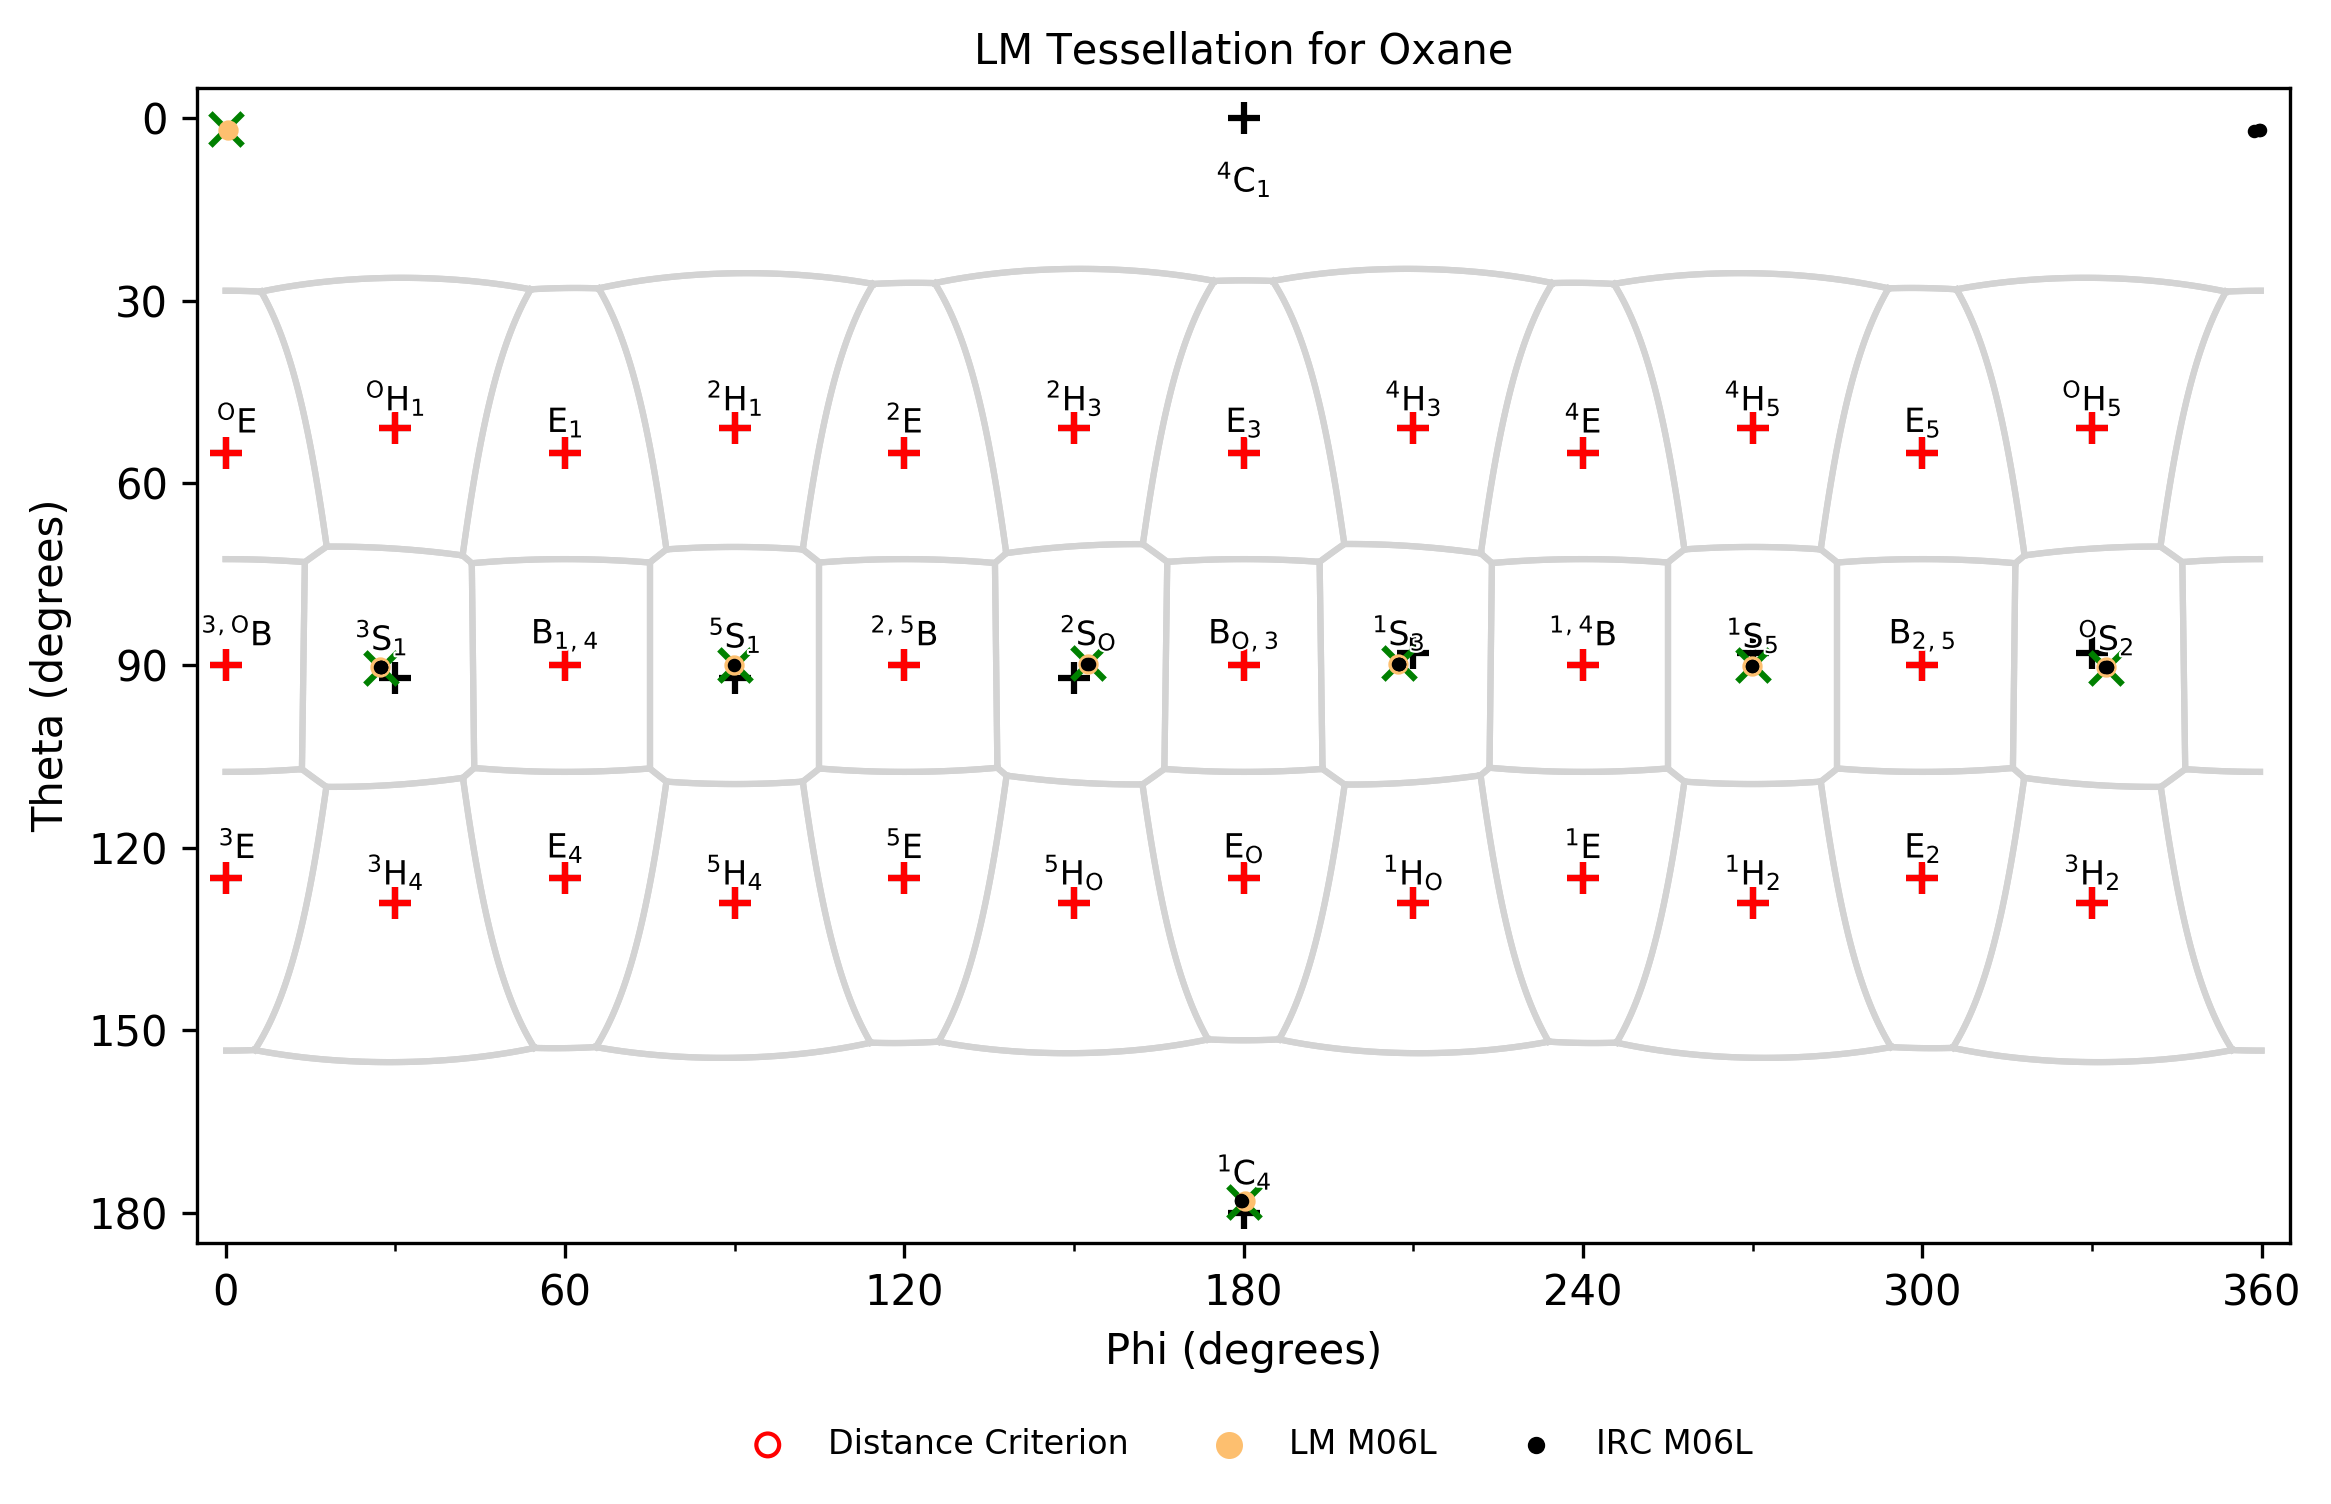 LM Tessellation for Oxane
0
⁴C₁
30
ᴼH₁ ²H₁ ²H₃ ⁴H₃ ⁴H₅ ᴼH₅
ᴼE E₁ ²E E₃ ⁴E E₅
60
³,ᴼB ³S₁ B₁,₄ ⁵S₁ ²,⁵B ²Sₒ Bₒ,₃ ¹S₃ ¹,⁴B ¹S₅ B₂,₅ ᴼS₂
90
³E E₄ ⁵E Eₒ ¹E E₂
120
³H₄ ⁵H₄ ⁵Hₒ ¹Hₒ ¹H₂ ³H₂
150
¹C₄
180
Theta (degrees)
0 60 120 180 240 300 360
Phi (degrees)
Distance Criterion LM M06L IRC M06L